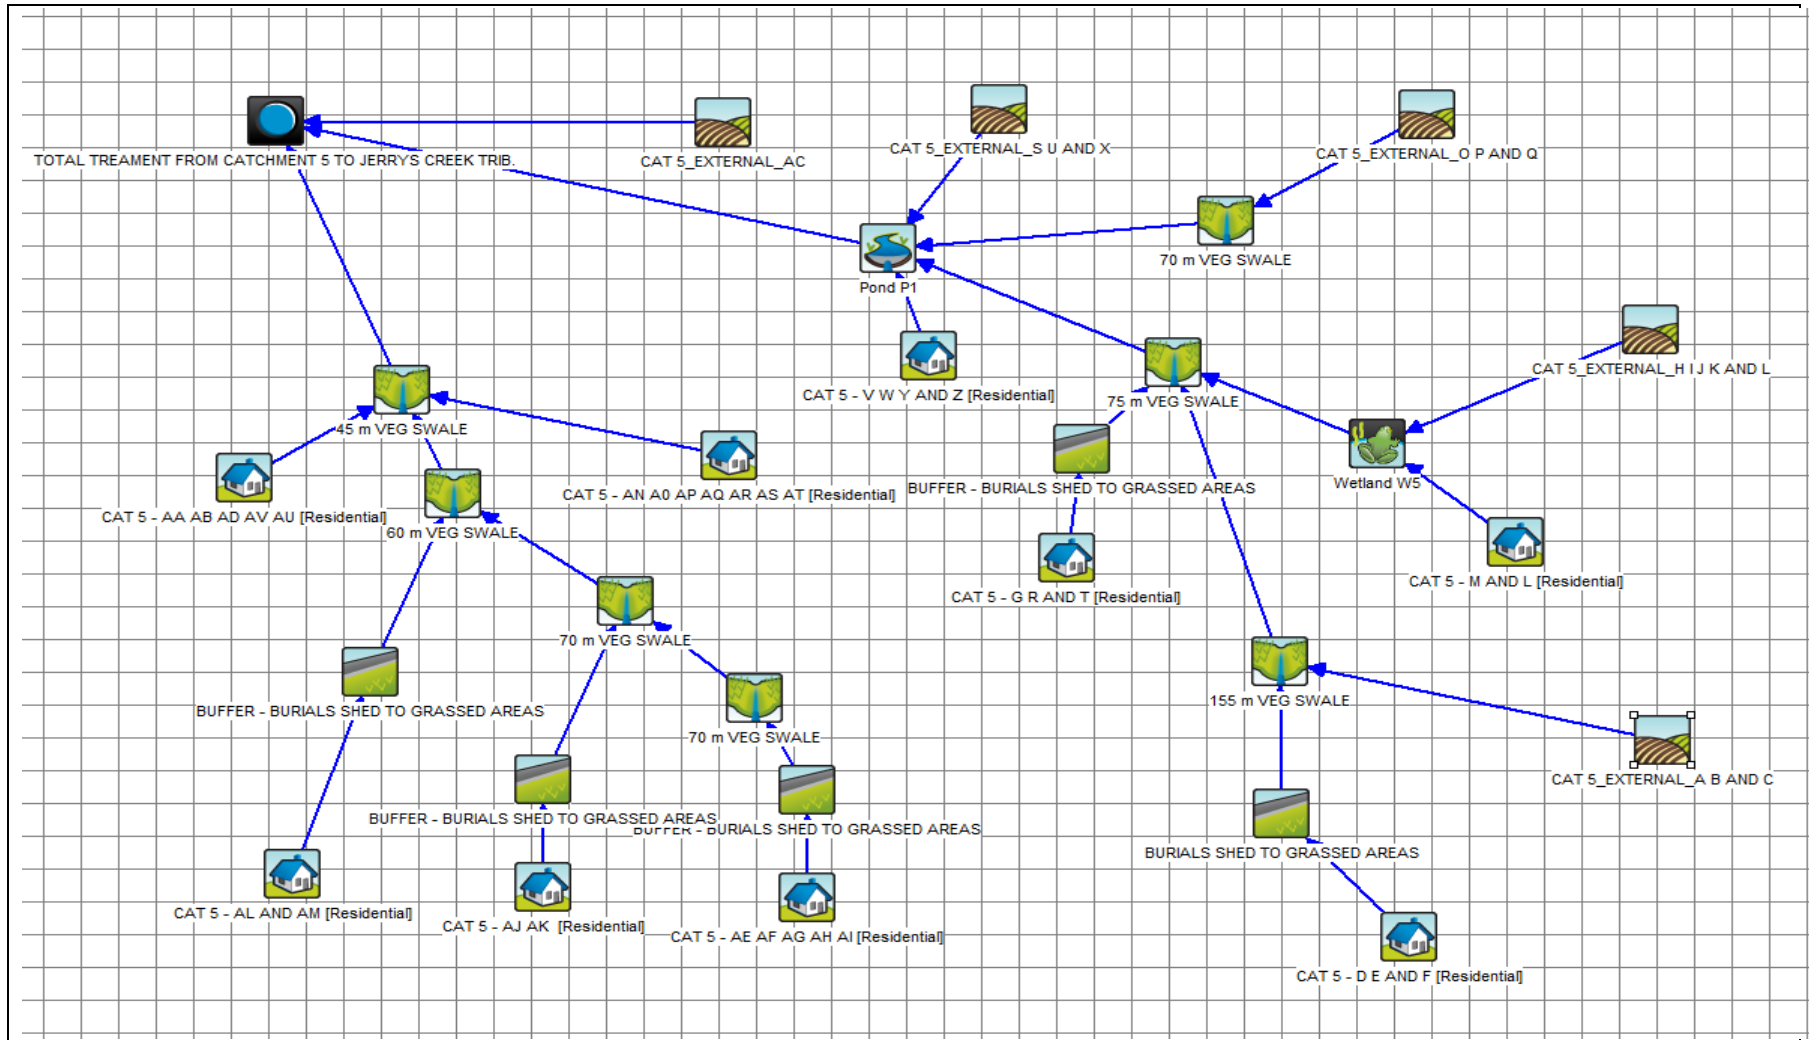 CAT 5_EXTERNAL_S U AND X
CAT 5_EXTERNAL_O P AND Q
TOTAL TREAMENT FROM CATCHMENT 5 TO JERRYS CREEK TRIB.
CAT 5_EXTERNAL_AC
70 m VEG SWALE
Pond P1
CAT 5_EXTERNAL_H I J K AND L
CAT 5 - V W Y AND Z [Residential]
75 m VEG SWALE
45 m VEG SWALE
Wetland W5
BUFFER - BURIALS SHED TO GRASSED AREAS
CAT 5 - AN A0 AP AQ AR AS AT [Residential]
CAT 5 - AA AB AD AV AU [Residential]
60 m VEG SWALE
CAT 5 - M AND L [Residential]
CAT 5 - G R AND T [Residential]
70 m VEG SWALE
155 m VEG SWALE
BUFFER - BURIALS SHED TO GRASSED AREAS
70 m VEG SWALE
CAT 5_EXTERNAL_A B AND C
BUFFER - BURIALS SHED TO GRASSED AREAS
BUFFER - BURIALS SHED TO GRASSED AREAS
BURIALS SHED TO GRASSED AREAS
CAT 5 - AL AND AM [Residential]
CAT 5 - AJ AK [Residential]
CAT 5 - AE AF AG AH AI [Residential]
CAT 5 - D E AND F [Residential]